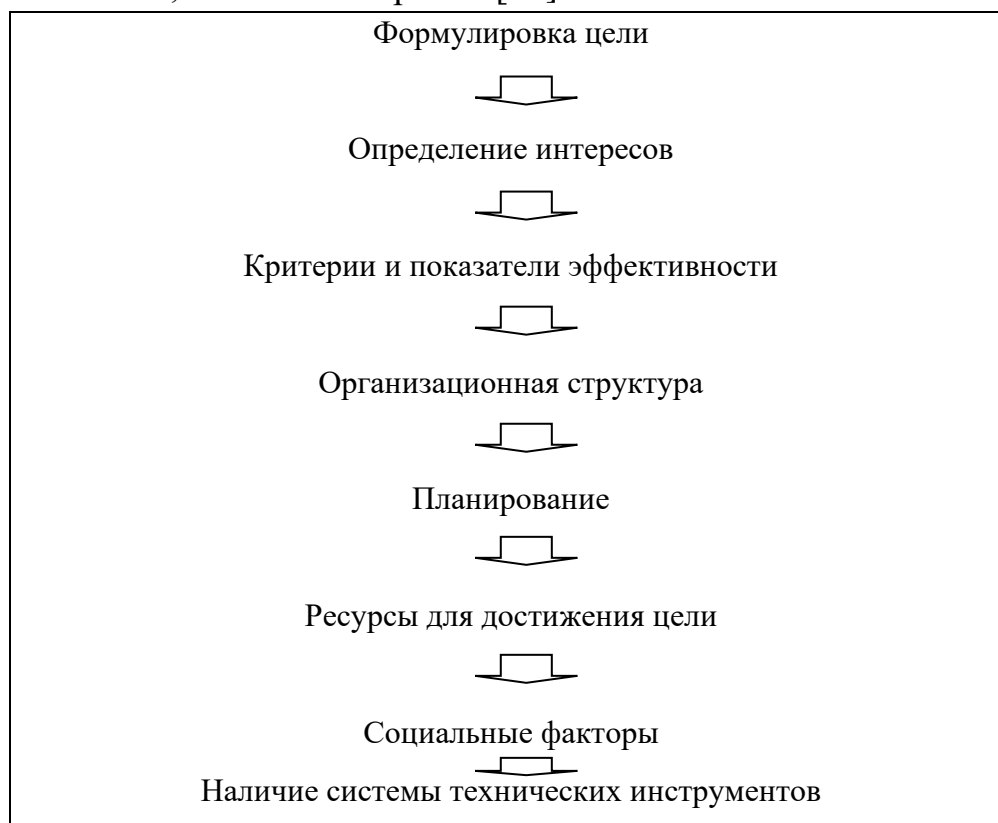 Формулировка цели
Определение интересов
Критерии и показатели эффективности
Организационная структура
Планирование
Ресурсы для достижения цели
Социальные факторы
Наличие системы технических инструментов